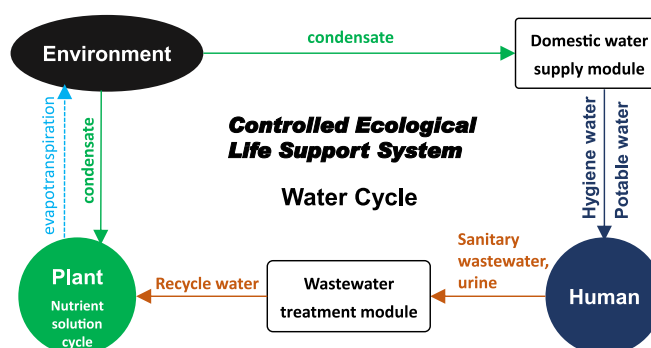 Environment
condensate
Domestic water
supply module
evapotranspiration
condensate
Controlled Ecological
Life Support System
Water Cycle
Hygiene water
Potable water
Plant
Nutrient
solution
cycle
Recycle water
Wastewater
treatment module
Sanitary
wastewater,
urine
Human